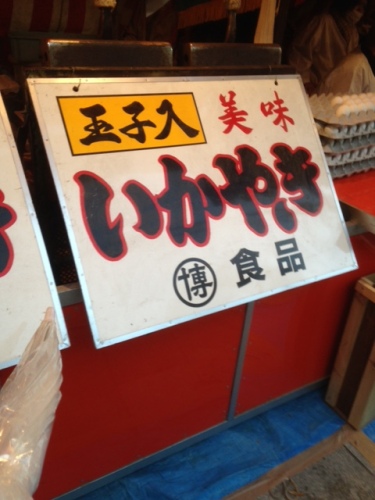 玉子入 美味
いかやき
博 食品